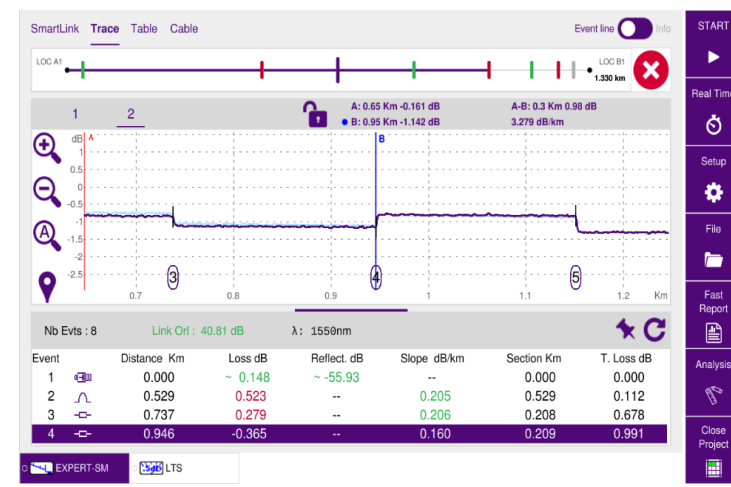 SmartLink Trace Table Cable Event line Info START
LOC A1 LOC B1
1.330 km
Real Time
1 2 A: 0.65 Km -0.161 dB A-B: 0.3 Km 0.98 dB
B: 0.95 Km -1.142 dB 3.279 dB/km
dB A B
1
0.5
0
-0.5
-1
-1.5
-2
-2.5
3 4 5
0.7 0.8 0.9 1 1.1 1.2 Km
Setup
File
Fast
Report
Nb Evts : 8 Link Orl : 40.81 dB λ: 1550nm
Event Distance Km Loss dB Reflect. dB Slope dB/km Section Km T. Loss dB
1 0.000 ~ 0.148 ~ -55.93 -- 0.000 0.000
2 0.529 0.523 -- 0.205 0.529 0.112
3 0.737 0.279 -- 0.206 0.208 0.678
4 0.946 -0.365 -- 0.160 0.209 0.991
Analysis
Close
Project
EXPERT-SM .5dB LTS